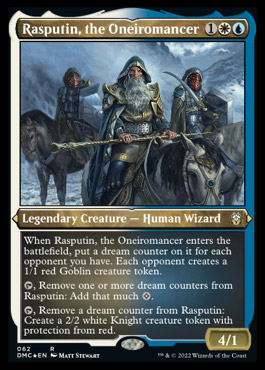 Rasputin, the Oneiromancer 1
Legendary Creature — Human Wizard
When Rasputin, the Oneiromancer enters the
battlefield, put a dream counter on it for each
opponent you have. Each opponent creates a
1/1 red Goblin creature token.
, Remove one or more dream counters from
Rasputin: Add that much .
, Remove a dream counter from Rasputin:
Create a 2/2 white Knight creature token with
protection from red.
4/1
062 R
DMC EN MATT STEWART
™ & © 2022 Wizards of the Coast